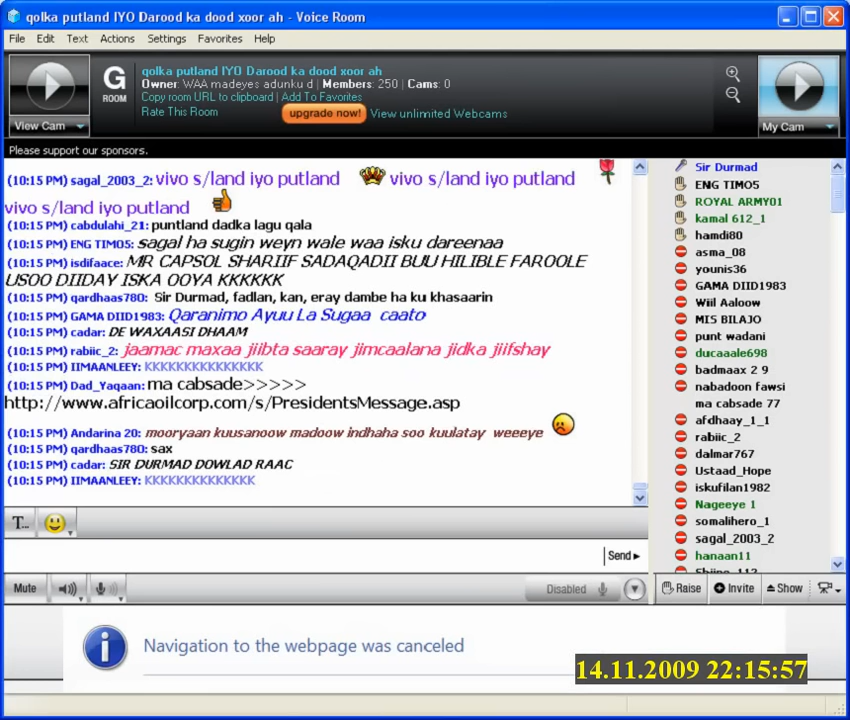 qolka putland IYO Darood ka dood xoor ah - Voice Room
File Edit Text Actions Settings Favorites Help
View Cam
G ROOM
qolka putland IYO Darood ka dood xoor ah
Owner: WAA madeyes adunku d | Members: 250 | Cams: 0
Copy room URL to clipboard | Add To Favorites
Rate This Room upgrade now! View unlimited Webcams
My Cam
Please support our sponsors.
(10:15 PM) sagal_2003_2: vivo s/land iyo putland vivo s/land iyo putland
vivo s/land iyo putland
(10:15 PM) cabdulahi_21: puntland dadka lagu qala
(10:15 PM) ENG TIMO5: sagal ha sugin weyn wale waa isku dareenaa
(10:15 PM) isdifaace: MR CAPSOL SHARIIF SADAQADII BUU HILIBLE FAROOLE
USOO DIIDAY ISKA OOYA KKKKKK
(10:15 PM) qardhaas780: Sir Durmad, fadlan, kan, eray dambe ha ku khasaarin
(10:15 PM) GAMA DIID1983: Qaranimo Ayuu La Sugaa caato
(10:15 PM) cadar: DE WAXAASI DHAAM
(10:15 PM) rabiic_2: jaamac maxaa jiibta saaray jimcaalana jidka jiifshay
(10:15 PM) IIMAANLEEY: KKKKKKKKKKKKKKK
(10:15 PM) Dad_Yaqaan: ma cabsade>>>>>
http://www.africaoilcorp.com/s/PresidentsMessage.asp
(10:15 PM) Andarina 20: mooryaan kuusanoow madoow indhaha soo kuulatay weeeye
(10:15 PM) qardhaas780: sax
(10:15 PM) cadar: SIR DURMAD DOWLAD RAAC
(10:15 PM) IIMAANLEEY: KKKKKKKKKKKKKK
T...
Send
Mute
Disabled
Sir Durmad
ENG TIMO5
ROYAL ARMY01
kamal 612_1
hamdi80
asma_08
younis36
GAMA DIID1983
Wiil Aaloow
MIS BILAJO
punt wadani
ducaaale698
badmaax 2 9
nabadoon fawsi
ma cabsade 77
afdhaay_1_1
rabiic_2
dalmar767
Ustaad_Hope
iskufilan1982
Nageeye 1
somalihero_1
sagal_2003_2
hanaan11
Raise Invite Show
Navigation to the webpage was canceled
14.11.2009 22:15:57